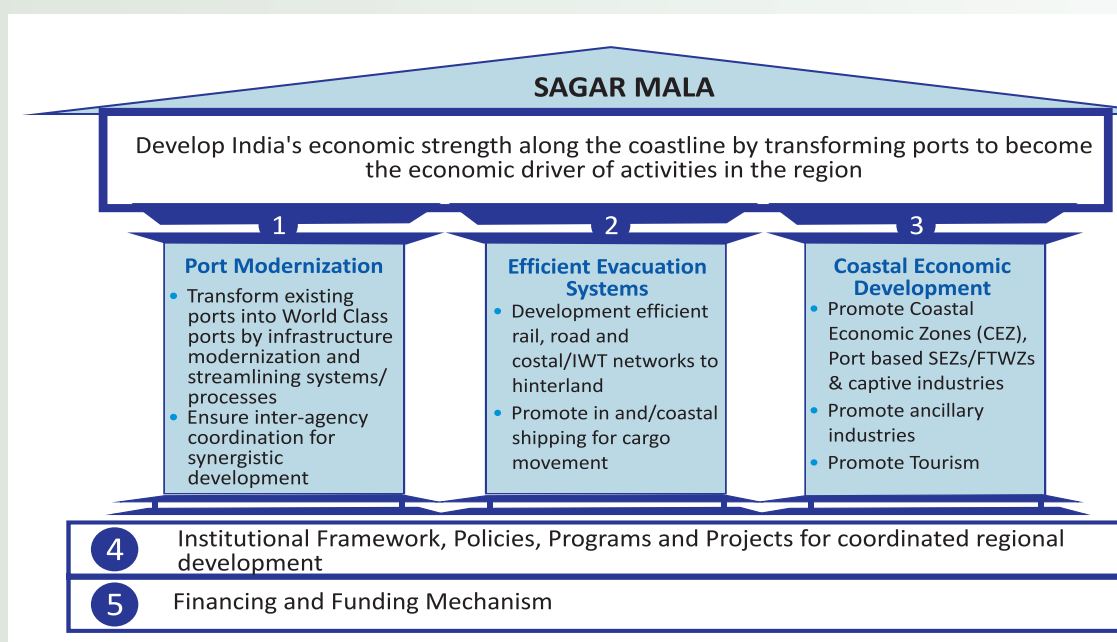 SAGAR MALA
Develop India's economic strength along the coastline by transforming ports to become
the economic driver of activities in the region
1
Port Modernization
• Transform existing
ports into World Class
ports by infrastructure
modernization and
streamlining systems/
processes
• Ensure inter-agency
coordination for
synergistic
development
2
Efficient Evacuation
Systems
• Development efficient
rail, road and
costal/IWT networks to
hinterland
• Promote in and/coastal
shipping for cargo
movement
3
Coastal Economic
Development
• Promote Coastal
Economic Zones (CEZ),
Port based SEZs/FTWZs
& captive industries
• Promote ancillary
industries
• Promote Tourism
4
Institutional Framework, Policies, Programs and Projects for coordinated regional
development
5
Financing and Funding Mechanism